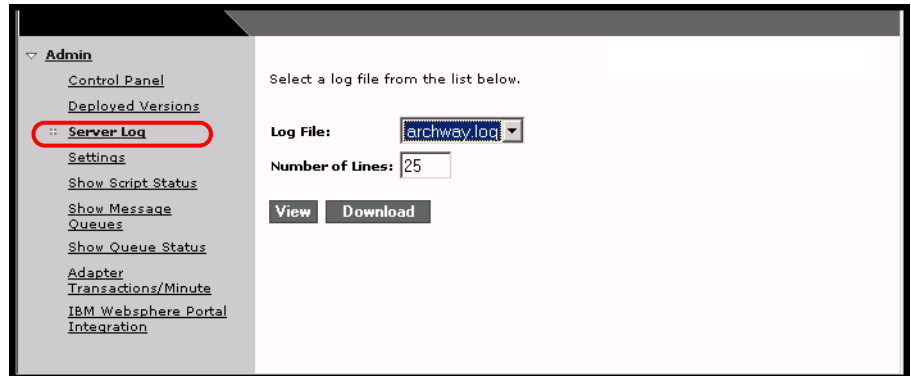 Admin
Control Panel
Deployed Versions
Server Log
Settings
Show Script Status
Show Message
Queues
Show Queue Status
Adapter
Transactions/Minute
IBM Websphere Portal
Integration
Select a log file from the list below.
Log File: archway.log
Number of Lines: 25
View Download